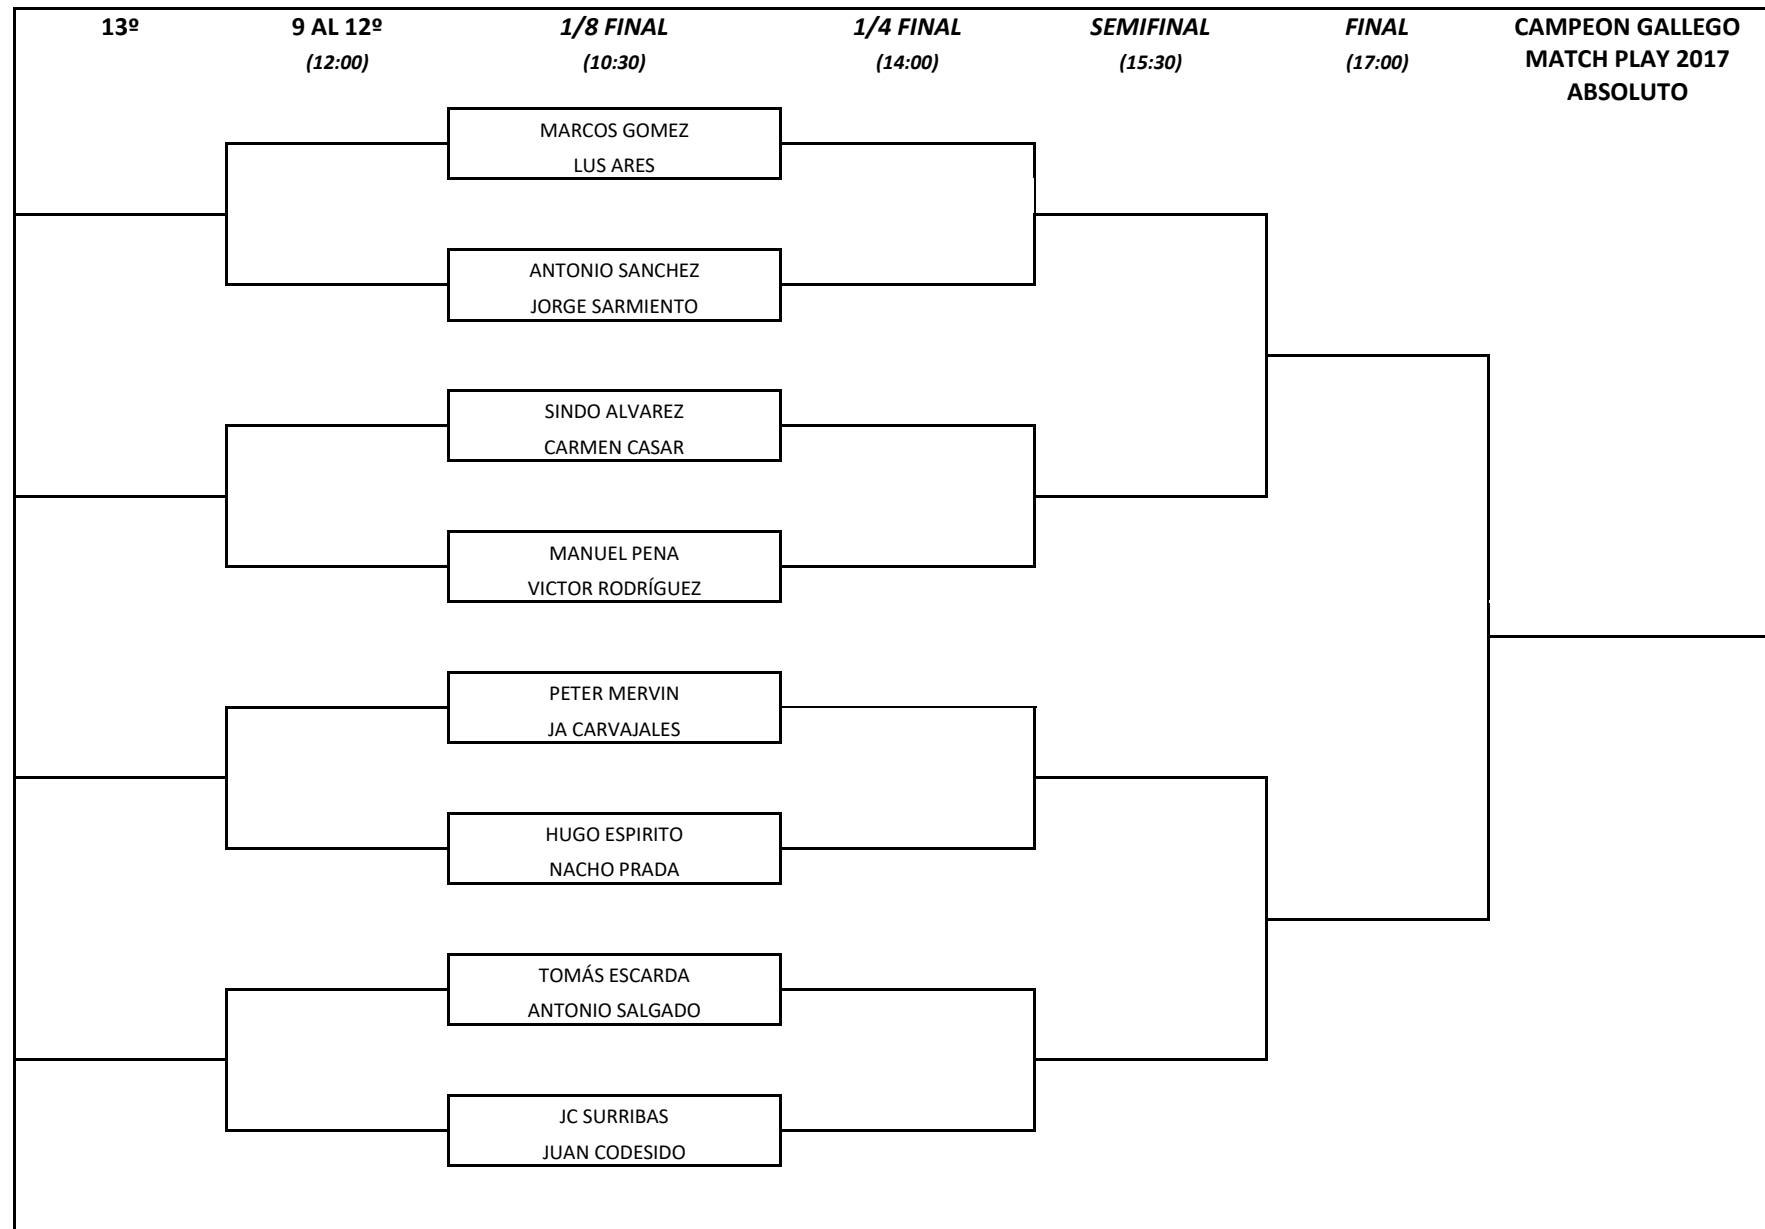 13º
9 AL 12º
(12:00)
1/8 FINAL
(10:30)
1/4 FINAL
(14:00)
SEMIFINAL
(15:30)
FINAL
(17:00)
CAMPEON GALLEGO
MATCH PLAY 2017
ABSOLUTO
MARCOS GOMEZ
LUS ARES
ANTONIO SANCHEZ
JORGE SARMIENTO
SINDO ALVAREZ
CARMEN CASAR
MANUEL PENA
VICTOR RODRÍGUEZ
PETER MERVIN
JA CARVAJALES
HUGO ESPIRITO
NACHO PRADA
TOMÁS ESCARDA
ANTONIO SALGADO
JC SURRIBAS
JUAN CODESIDO